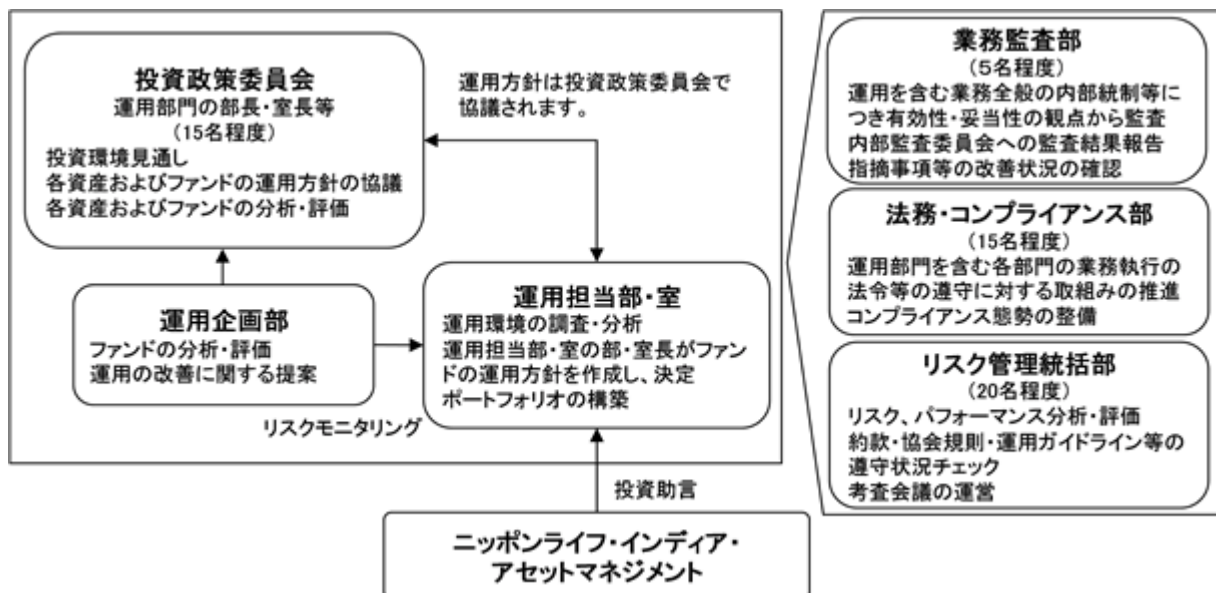 投資政策委員会
運用部門の部長・室長等
(15名程度)
投資環境見通し
各資産およびファンドの運用方針の協議
各資産およびファンドの分析・評価
運用方針は投資政策委員会で
協議されます。
運用企画部
ファンドの分析・評価
運用の改善に関する提案
運用担当部・室
運用環境の調査・分析
運用担当部・室の部・室長がファン
ドの運用方針を作成し、決定
ポートフォリオの構築
リスクモニタリング
投資助言
ニッポンライフ・インディア・
アセットマネジメント
業務監査部
(5名程度)
運用を含む業務全般の内部統制等に
つき有効性・妥当性の観点から監査
内部監査委員会への監査結果報告
指摘事項等の改善状況の確認
法務・コンプライアンス部
(15名程度)
運用部門を含む各部門の業務執行の
法令等の遵守に対する取組みの推進
コンプライアンス態勢の整備
リスク管理統括部
(20名程度)
リスク、パフォーマンス分析・評価
約款・協会規則・運用ガイドライン等の
遵守状況チェック
考査会議の運営